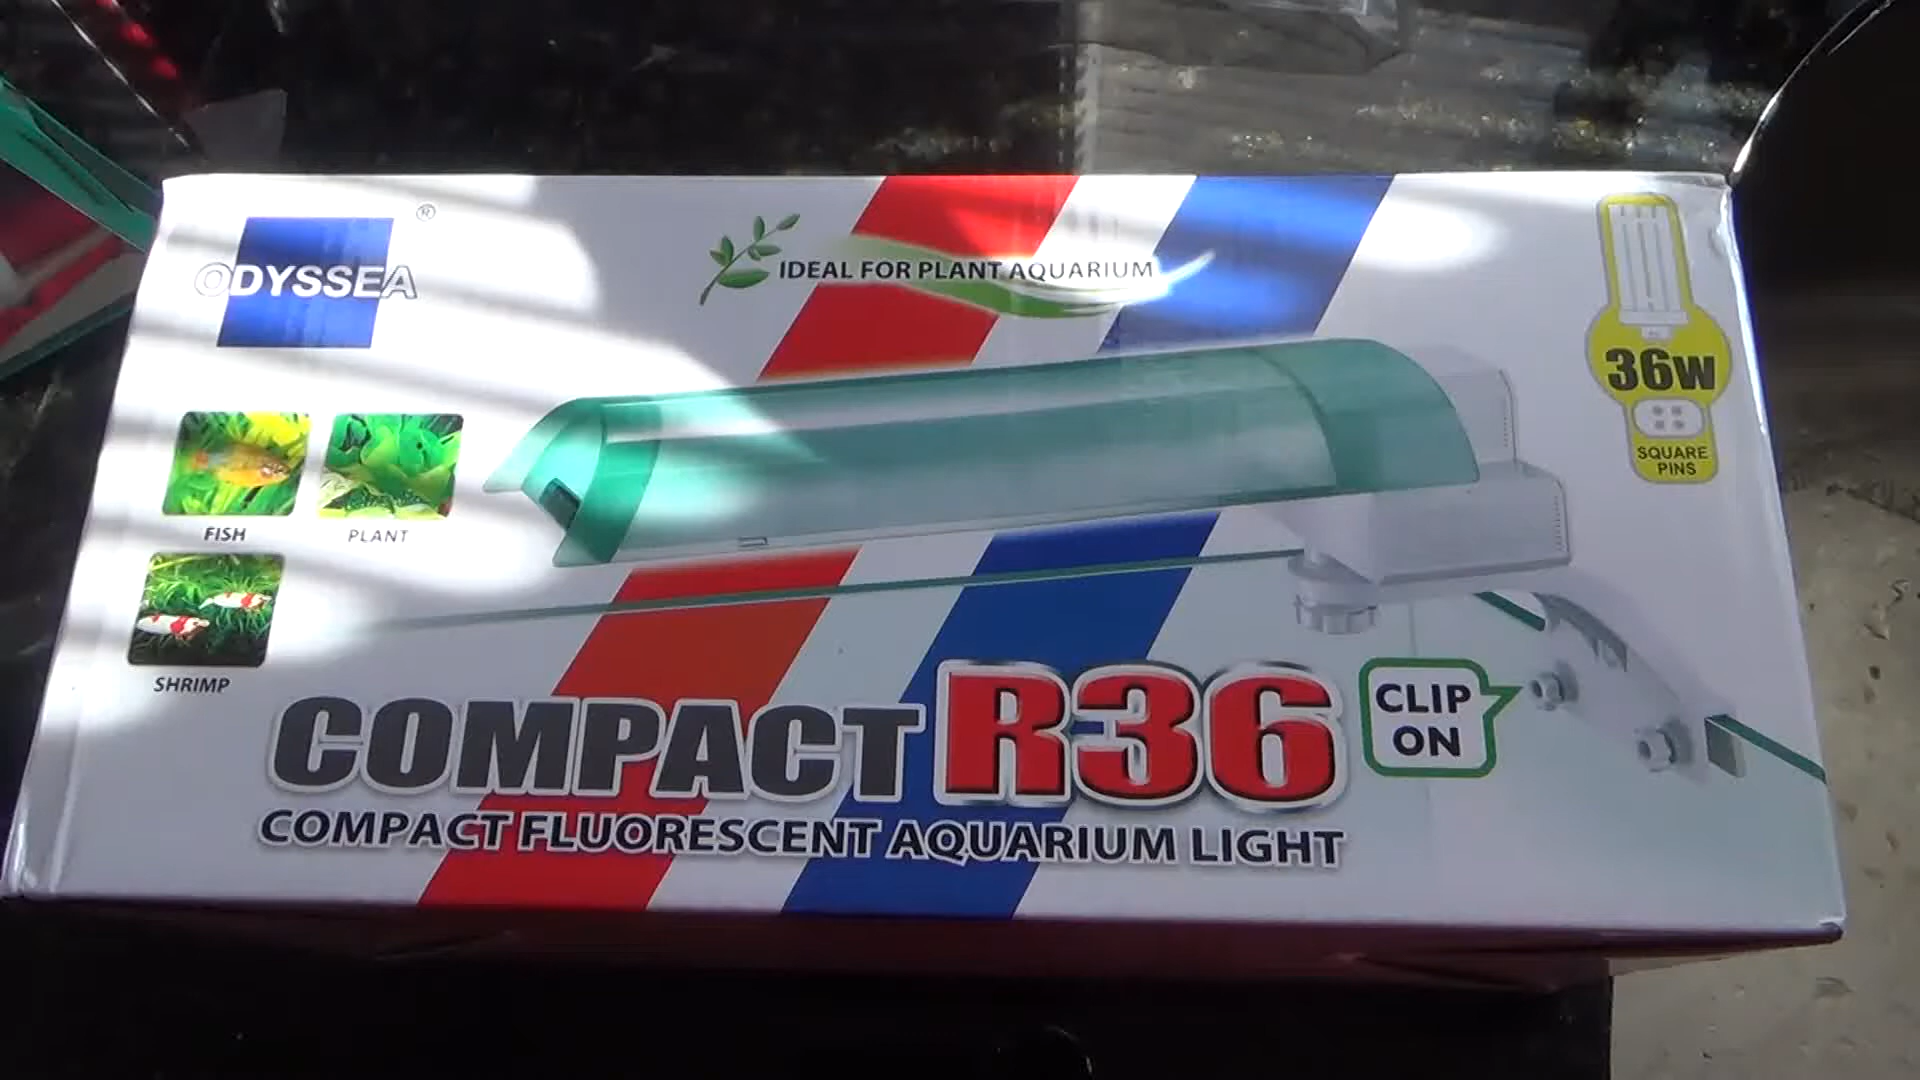 ®
ODYSSEA
IDEAL FOR PLANT AQUARIUM
36W
SQUARE
PINS
FISH
PLANT
SHRIMP
COMPACT R36
CLIP
ON
COMPACT FLUORESCENT AQUARIUM LIGHT